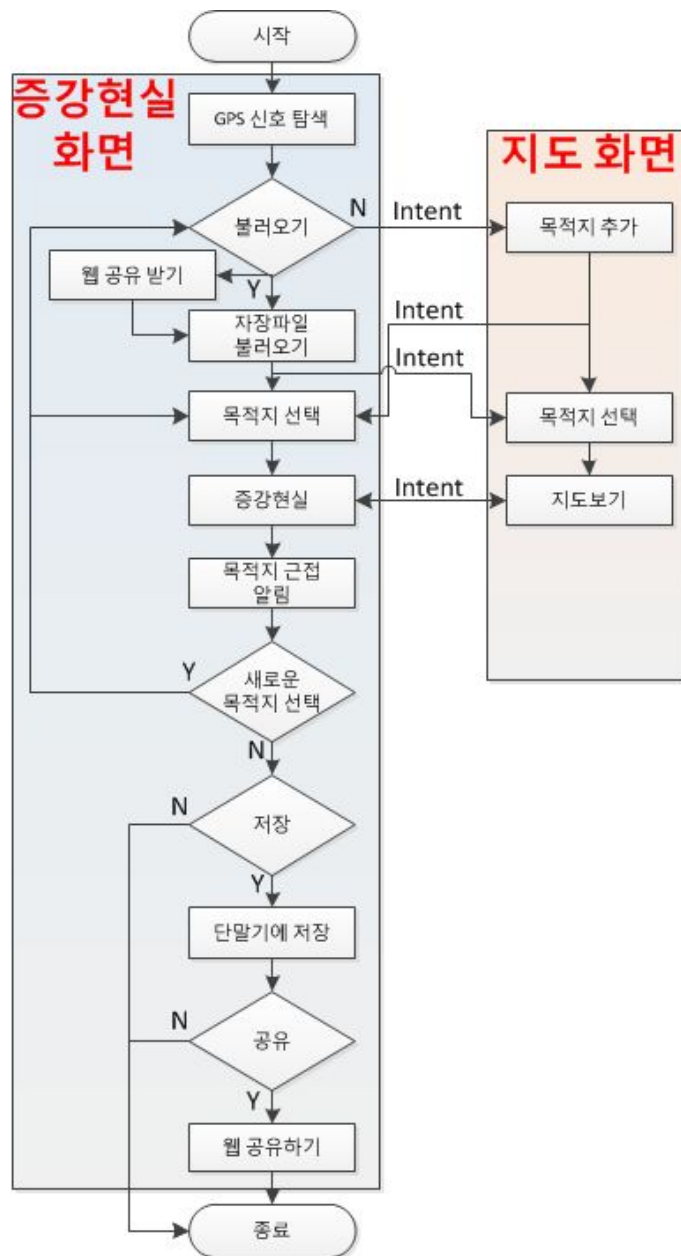 시작
증강현실
화면
GPS 신호 탐색
지도 화면
불러오기
N
Intent
목적지 추가
웹 공유 받기
Y
자장파일
불러오기
Intent
Intent
목적지 선택
목적지 선택
증강현실
Intent
지도보기
목적지 근접
알림
Y
새로운
목적지 선택
N
N
저장
Y
단말기에 저장
N
공유
Y
웹 공유하기
종료